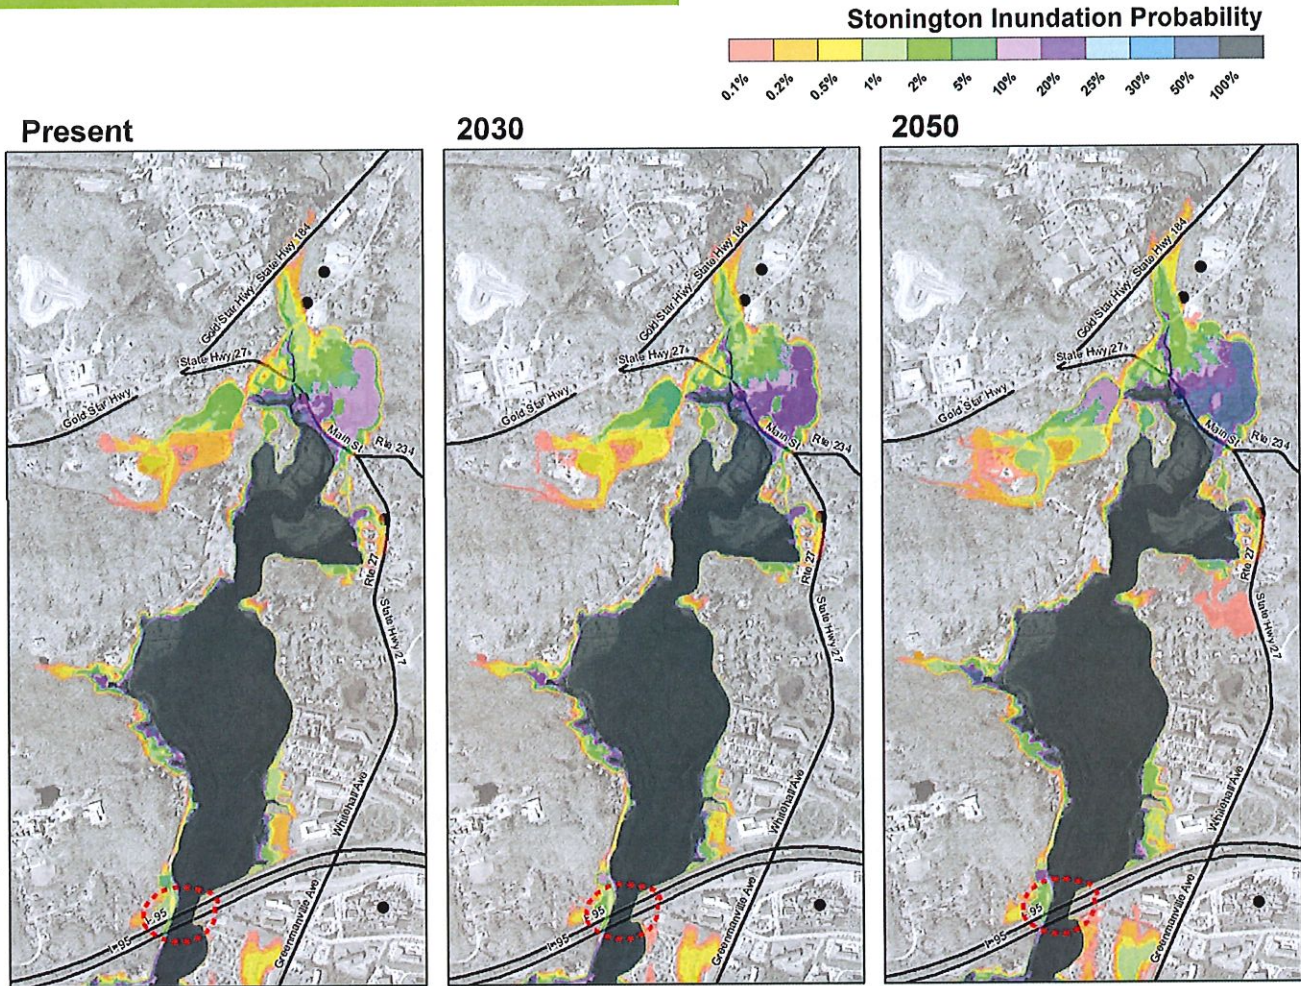 Stonington Inundation Probability
0.1% 0.2% 0.5% 1% 2% 5% 10% 20% 25% 30% 50% 100%
Present
Gold Star Hwy State Hwy 184
State Hwy 27
Gold Star Hwy
Main St
Rte 234
Rte 27
State Hwy 27
Whitehall Ave
I-95
I-95
Greenmanville Ave
2030
Gold Star Hwy State Hwy 184
State Hwy 27
Gold Star Hwy
Main St
Rte 234
Rte 27
State Hwy 27
Whitehall Ave
I-95
I-95
Greenmanville Ave
2050
Gold Star Hwy State Hwy 184
State Hwy 27
Gold Star Hwy
Main St
Rte 234
Rte 27
State Hwy 27
Whitehall Ave
95
I-95
Greenmanville Ave